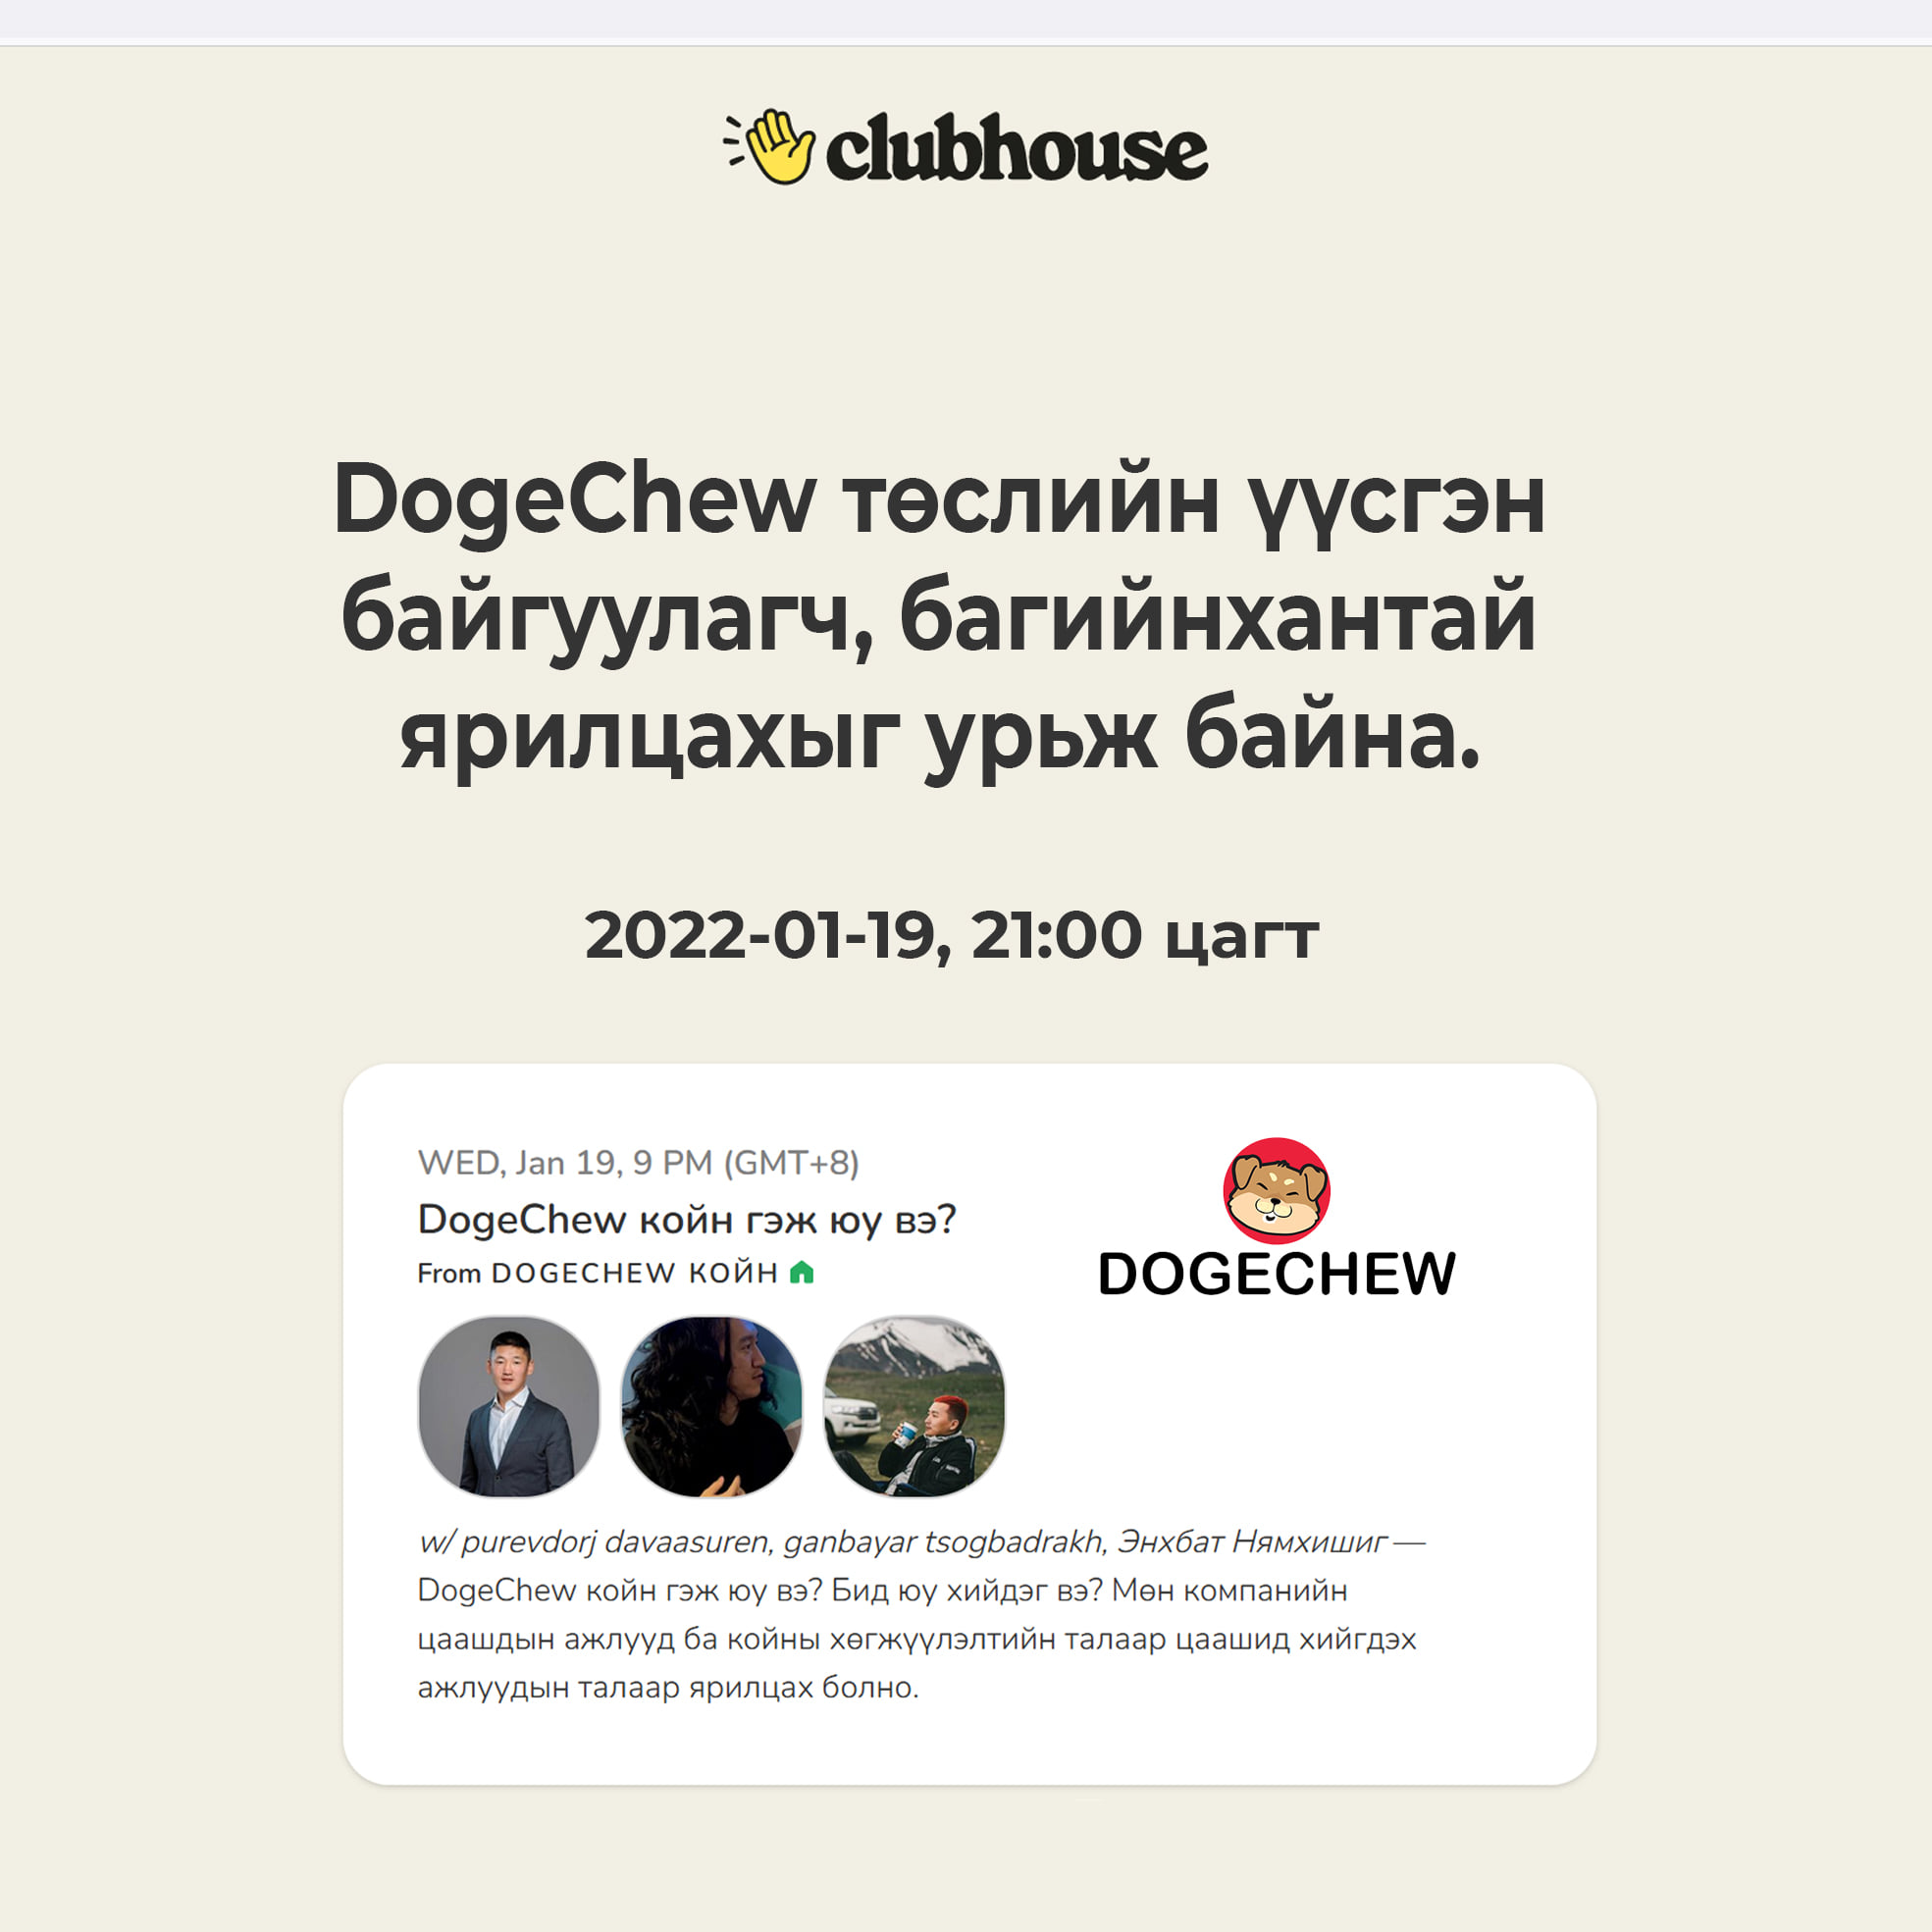 clubhouse
DogeChew төслийн үүсгэн
байгуулагч, багийнхантай
ярилцахыг урьж байна.
2022-01-19, 21:00 цагт
WED, Jan 19, 9 PM (GMT+8)
DogeChew койн гэж юу вэ?
From DOGECHEW КОЙН
DOGECHEW
w/ purevdorj davaasuren, ganbayar tsogbadrakh, Энхбат Нямхишиг —
DogeChew койн гэж юу вэ? Бид юу хийдэг вэ? Мөн компанийн
цаашдын ажлууд ба койны хөгжүүлэлтийн талаар цаашид хийгдэх
ажлуудын талаар ярилцах болно.